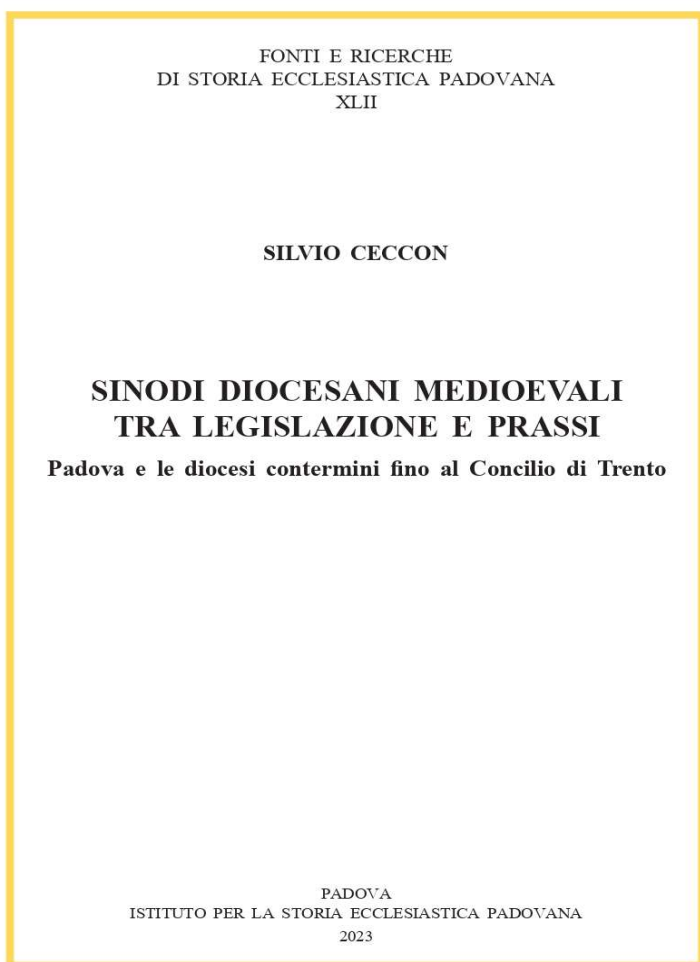 FONTI E RICERCHE
DI STORIA ECCLESIASTICA PADOVANA
XLII
SILVIO CECCON
SINODI DIOCESANI MEDIOEVALI
TRA LEGISLAZIONE E PRASSI
Padova e le diocesi contermini fino al Concilio di Trento
PADOVA
ISTITUTO PER LA STORIA ECCLESIASTICA PADOVANA
2023